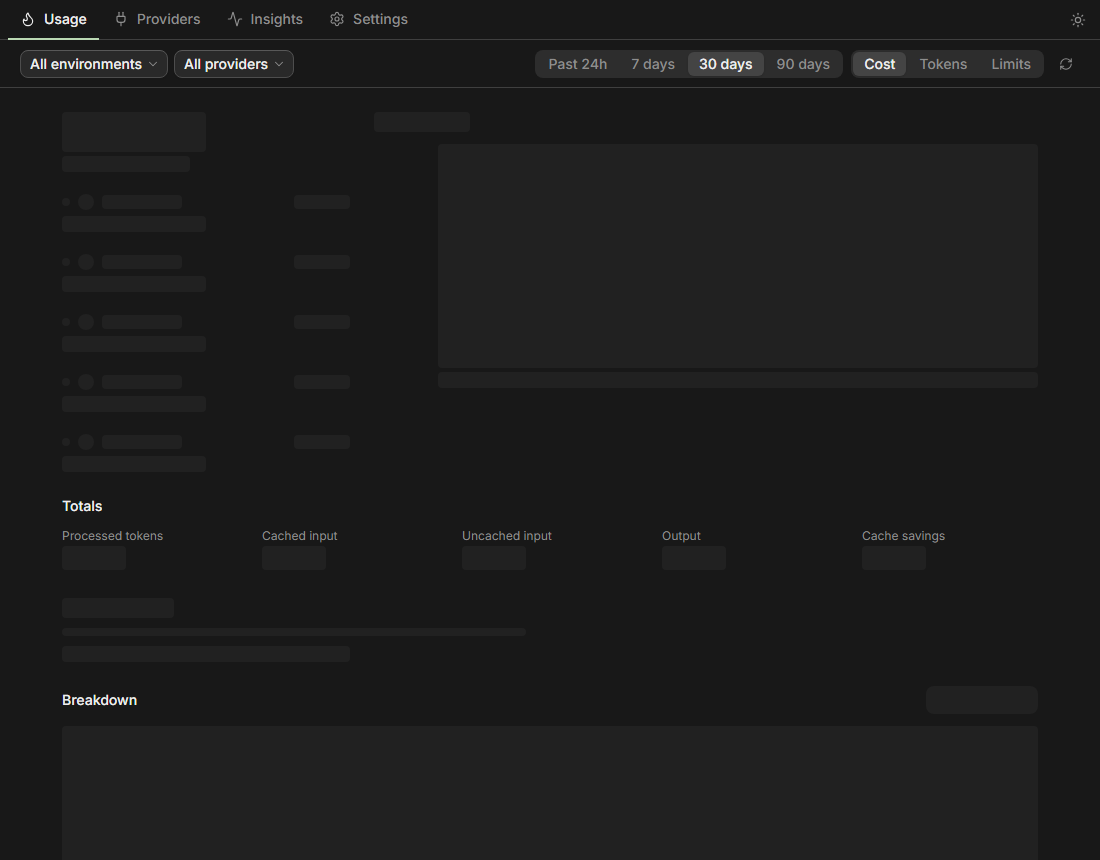 Usage Providers Insights Settings
All environments All providers Past 24h 7 days 30 days 90 days Cost Tokens Limits
Totals
Processed tokens Cached input Uncached input Output Cache savings
Breakdown